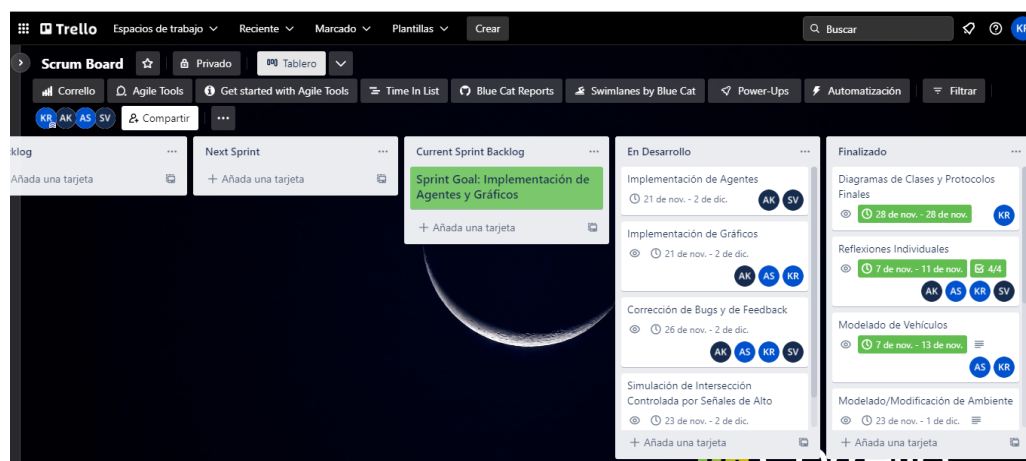 Trello Espacios de trabajo Reciente Marcado Plantillas Crear Buscar KR
Scrum Board Privado Tablero
Corrello Agile Tools Get started with Agile Tools Time In List Blue Cat Reports Swimlanes by Blue Cat Power-Ups Automatización Filtrar
KR AK AS SV Compartir ...
klog ...
Añada una tarjeta
Next Sprint ...
+ Añada una tarjeta
Current Sprint Backlog ...
Sprint Goal: Implementación de
Agentes y Gráficos
+ Añada una tarjeta
En Desarrollo ...
Implementación de Agentes
21 de nov. - 2 de dic.
AK SV
Implementación de Gráficos
21 de nov. - 2 de dic.
AK AS KR
Corrección de Bugs y de Feedback
26 de nov. - 2 de dic.
AK AS KR SV
Simulación de Intersección
Controlada por Señales de Alto
23 de nov. - 2 de dic.
+ Añada una tarjeta
Finalizado ...
Diagramas de Clases y Protocolos
Finales
28 de nov. - 28 de nov.
KR
Reflexiones Individuales
7 de nov. - 11 de nov. 4/4
AK AS KR SV
Modelado de Vehículos
7 de nov. - 13 de nov.
AS KR
Modelado/Modificación de Ambiente
23 de nov. - 1 de dic.
+ Añada una tarjeta